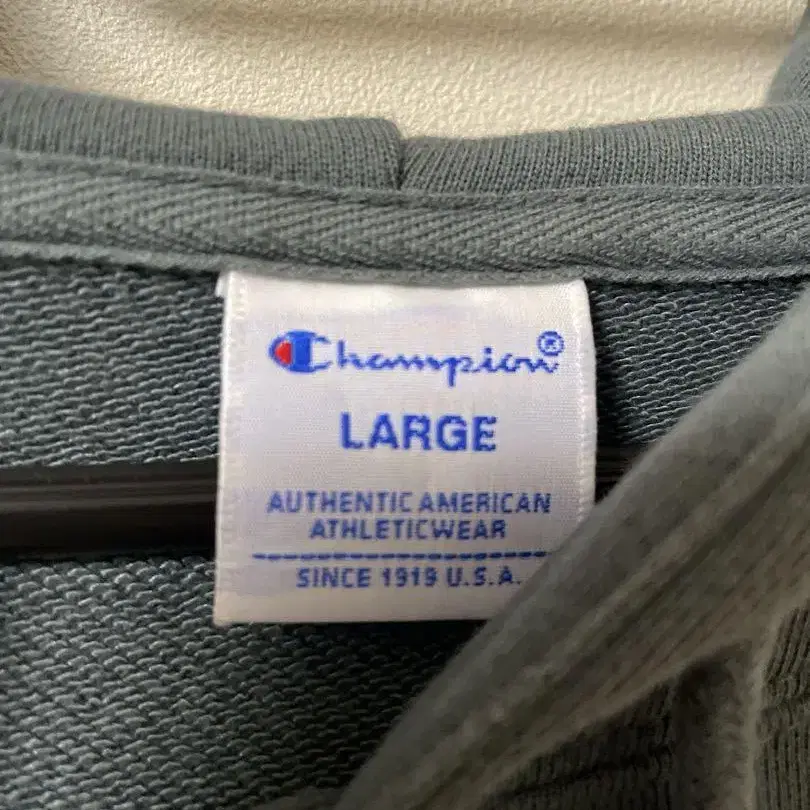 Champion®
LARGE
AUTHENTIC AMERICAN
ATHLETICWEAR
SINCE 1919 U.S.A.